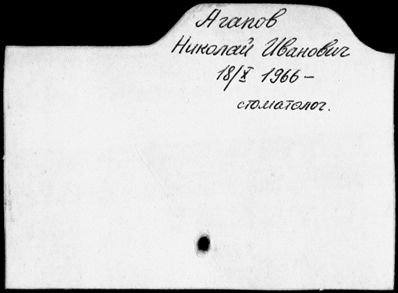 Агапов
Николай Иванович
18/X 1966 –
стоматолог.